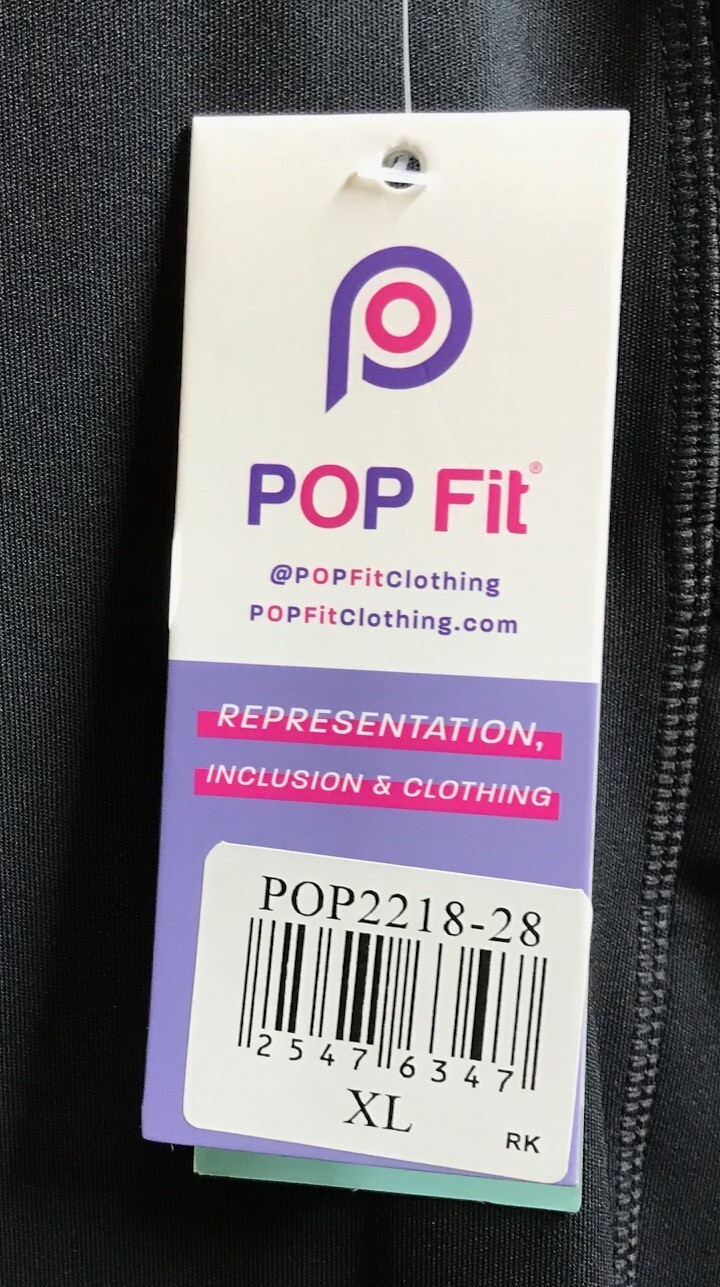 POP Fit®
@POPFitClothing
POPFitClothing.com
REPRESENTATION,
INCLUSION & CLOTHING
POP2218-28
2547 6347
XL
RK